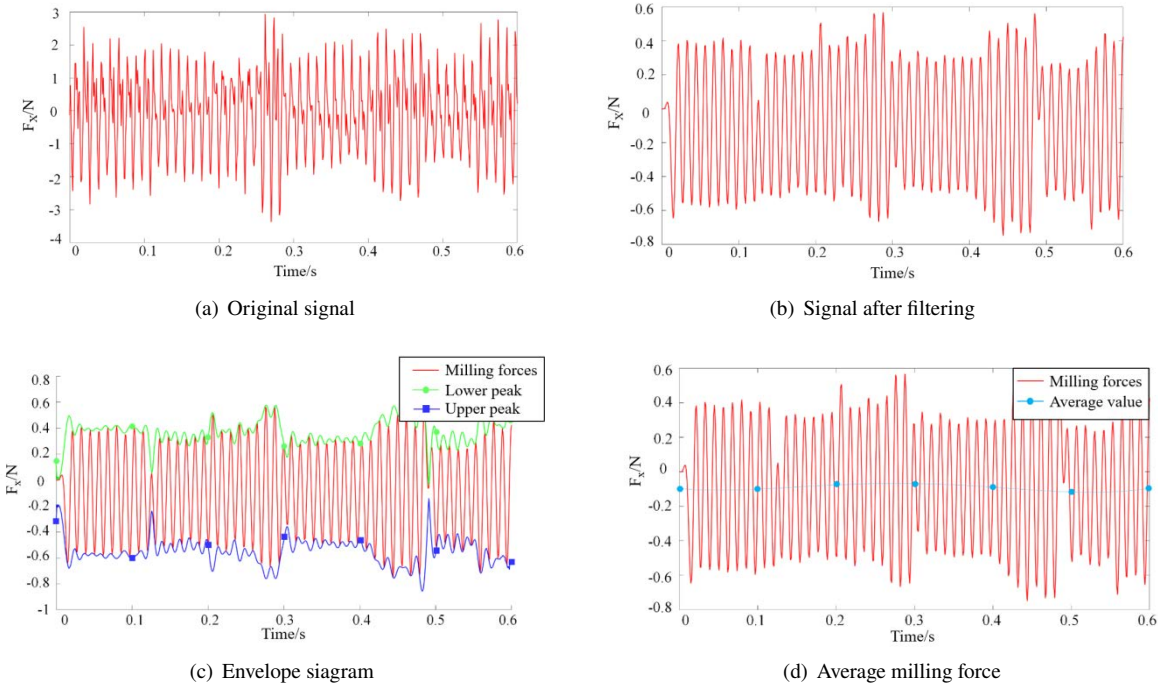 3
2
1
0
-1
-2
-3
-4
F_X/N
0 0.1 0.2 0.3 0.4 0.5 0.6
Time/s
(a) Original signal
0.6
0.4
0.2
0
-0.2
-0.4
-0.6
-0.8
F_X/N
0 0.1 0.2 0.3 0.4 0.5 0.6
Time/s
(b) Signal after filtering
Milling forces
Lower peak
Upper peak
0.8
0.6
0.4
0.2
0
-0.2
-0.4
-0.6
-0.8
-1
F_X/N
0 0.1 0.2 0.3 0.4 0.5 0.6
Time/s
(c) Envelope siagram
Milling forces
Average value
0.6
0.4
0.2
0
-0.2
-0.4
-0.6
-0.8
F_X/N
0 0.1 0.2 0.3 0.4 0.5 0.6
Time/s
(d) Average milling force